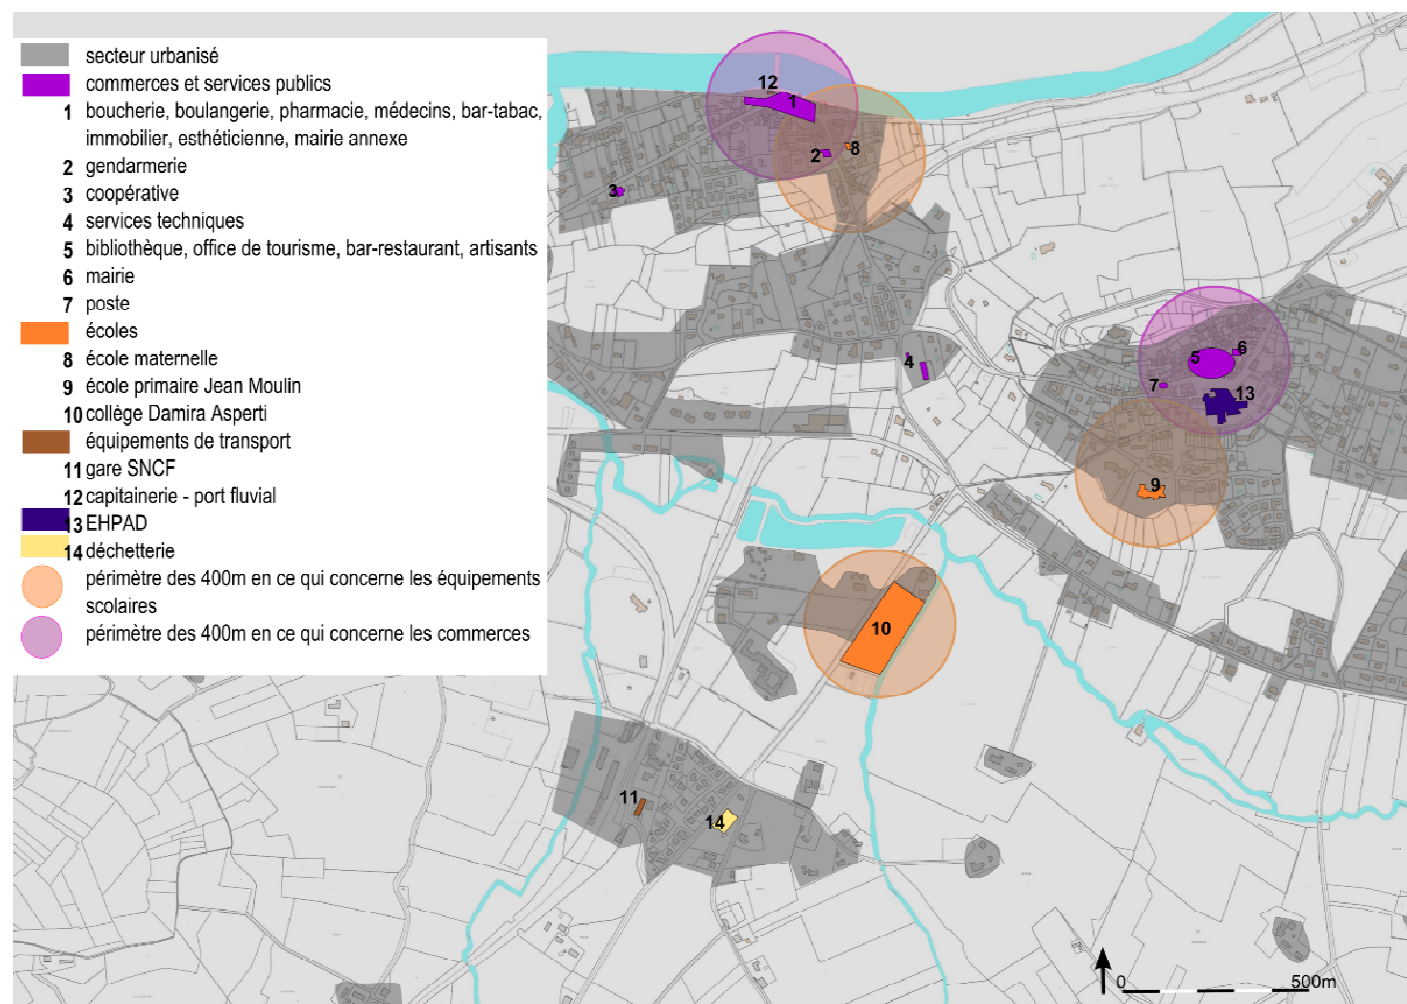 secteur urbanisé
commerces et services publics
1 boucherie, boulangerie, pharmacie, médecins, bar-tabac,
immobilier, esthéticienne, mairie annexe
2 gendarmerie
3 coopérative
4 services techniques
5 bibliothèque, office de tourisme, bar-restaurant, artisants
6 mairie
7 poste
écoles
8 école maternelle
9 école primaire Jean Moulin
10 collège Damira Asperti
équipements de transport
11 gare SNCF
12 capitainerie - port fluvial
13 EHPAD
14 déchetterie
périmètre des 400m en ce qui concerne les équipements
scolaires
périmètre des 400m en ce qui concerne les commerces
12
1
2
8
3
4
5
6
7
13
9
10
11
14
0
500m